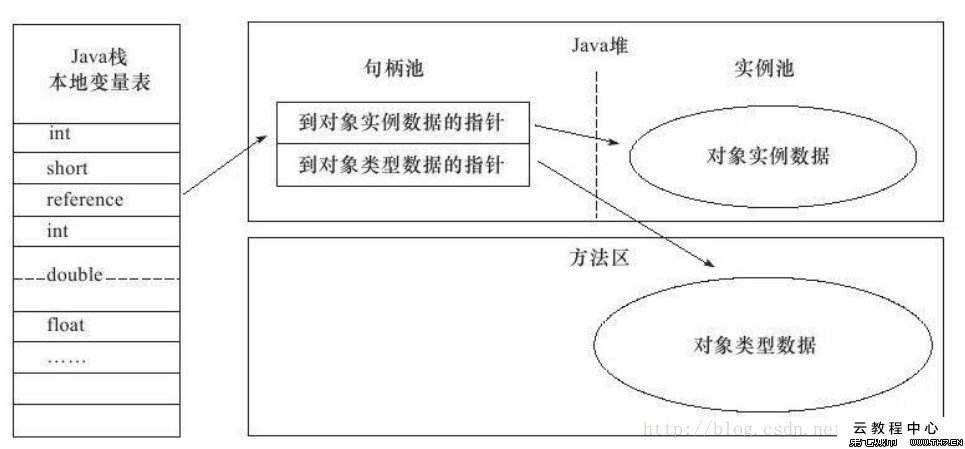 Java栈
本地变量表
int
short
reference
int
double
float
……
Java堆
句柄池
实例池
到对象实例数据的指针
到对象类型数据的指针
对象实例数据
方法区
对象类型数据
http://blog.csdn.ne
云教程中心
WWW.TH7.CN